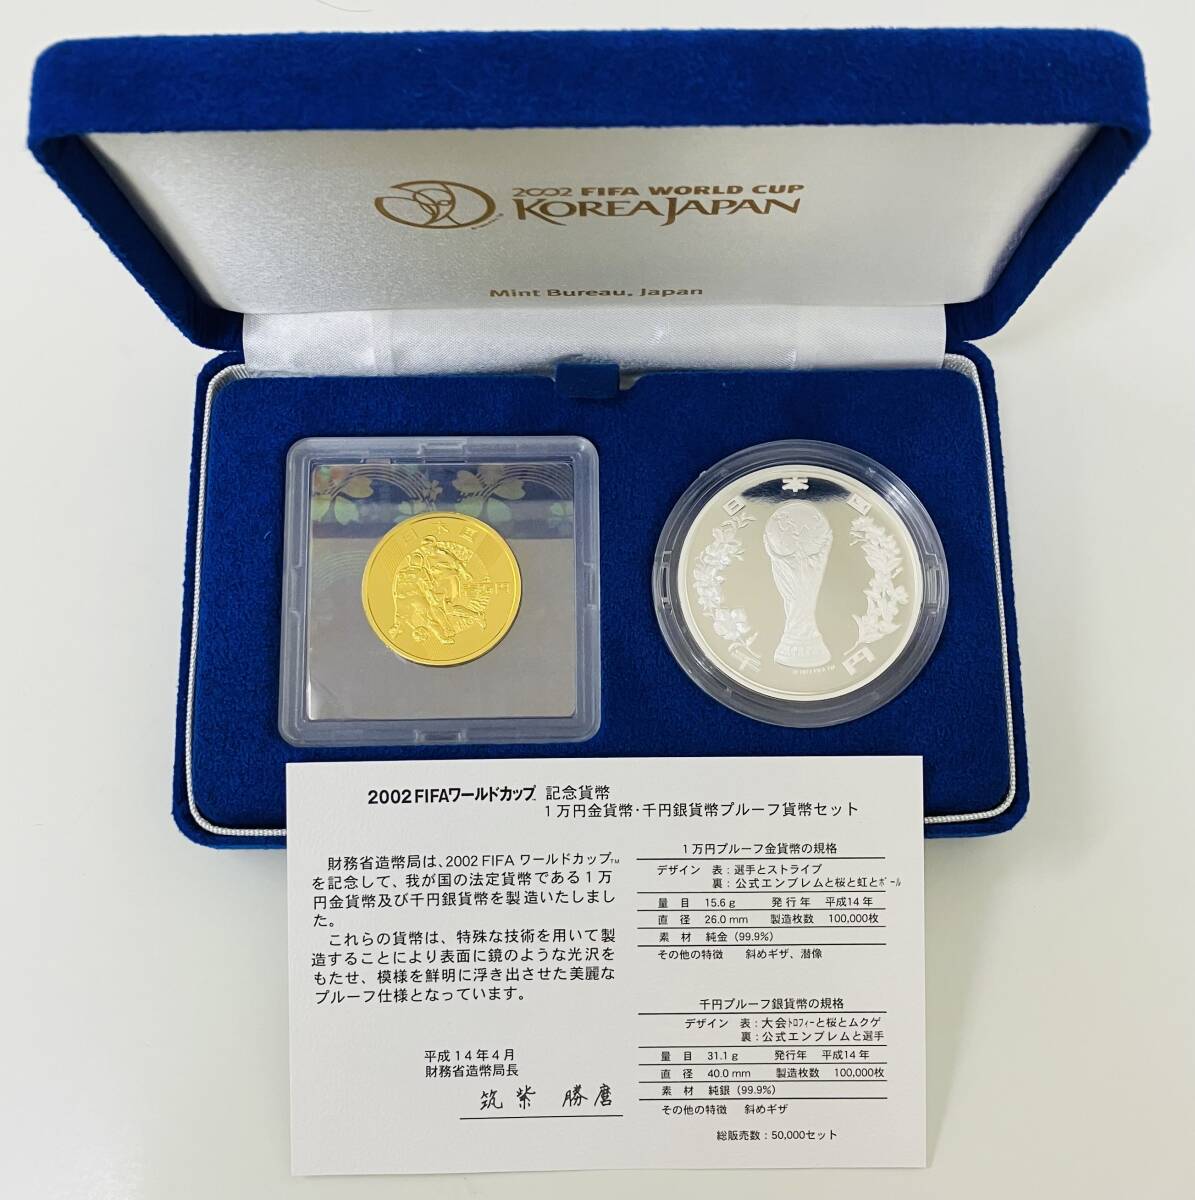 2002 FIFA WORLD CUP
KOREAJAPAN
Mint Bureau, Japan
日本国
日本国
千 円
2002 FIFAワールドカップ™ 記念貨幣
1万円金貨幣・千円銀貨幣プルーフ貨幣セット
財務省造幣局は、2002 FIFA ワールドカップ™
を記念して、我が国の法定貨幣である1万
円金貨幣及び千円銀貨幣を製造いたしまし
た。
これらの貨幣は、特殊な技術を用いて製
造することにより表面に鏡のような光沢を
もたせ、模様を鮮明に浮き出させた美麗な
プルーフ仕様となっています。
平成14年4月
財務省造幣局長
筑紫 勝麿
1万円プルーフ金貨幣の規格
デザイン 表:選手とストライプ
裏:公式エンブレムと桜と虹とボール
量目 15.6g 発行年 平成14年
直径 26.0mm 製造枚数 100,000枚
素材 純金(99.9%)
その他の特徴 斜めギザ、潜像
千円プルーフ銀貨幣の規格
デザイン 表:大会トロフィーと桜とムクゲ
裏:公式エンブレムと選手
量目 31.1g 発行年 平成14年
直径 40.0mm 製造枚数 100,000枚
素材 純銀(99.9%)
その他の特徴 斜めギザ
総販売数:50,000セット